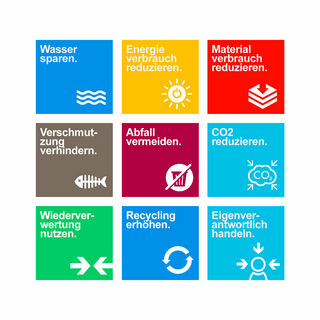 Wasser
sparen.
Energie
verbrauch
reduzieren.
Material
verbrauch
reduzieren.
Verschmut-
zung
verhindern.
Abfall
vermeiden.
CO2
reduzieren.
CO2
Wiederver-
wertung
nutzen.
Recycling
erhöhen.
Eigenver-
antwortlich
handeln.